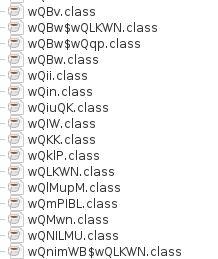 wQBv.class
wQBw$wQLKWN.class
wQBw$wQqp.class
wQBw.class
wQii.class
wQin.class
wQiuQK.class
wQIW.class
wQKK.class
wQklP.class
wQLKWN.class
wQlMupM.class
wQmPIBL.class
wQMwn.class
wQNILMU.class
wQnimWB$wQLKWN.class